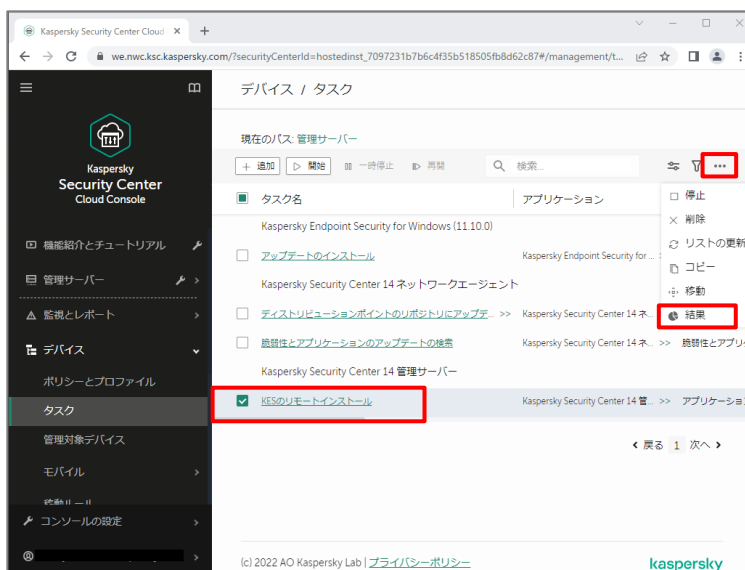 Kaspersky Security Center Cloud
we.nwc.ksc.kaspersky.com/?securityCenterId=hostedinst_7097231b7b6c4f35b518505fb8d62c87#/management/t...
デバイス / タスク
Kaspersky
Security Center
Cloud Console
機能紹介とチュートリアル
管理サーバー
監視とレポート
デバイス
ポリシーとプロファイル
タスク
管理対象デバイス
モバイル
移動ルール
コンソールの設定
現在のパス: 管理サーバー
+ 追加 開始 一時停止 再開 検索...
タスク名 アプリケーション
Kaspersky Endpoint Security for Windows (11.10.0)
アップデートのインストール Kaspersky Endpoint Security for ...
Kaspersky Security Center 14 ネットワークエージェント
ディストリビューションポイントのリポジトリにアップデ... >> Kaspersky Security Center 14 ネ...
脆弱性とアプリケーションのアップデートの検索 Kaspersky Security Center 14 ネ... >> 脆弱性とアプリ
Kaspersky Security Center 14 管理サーバー
KESのリモートインストール Kaspersky Security Center 14 管... >> アプリケーショ
停止
削除
リストの更新
コピー
移動
結果
戻る 1 次へ
(c) 2022 AO Kaspersky Lab | プライバシーポリシー
kaspersky